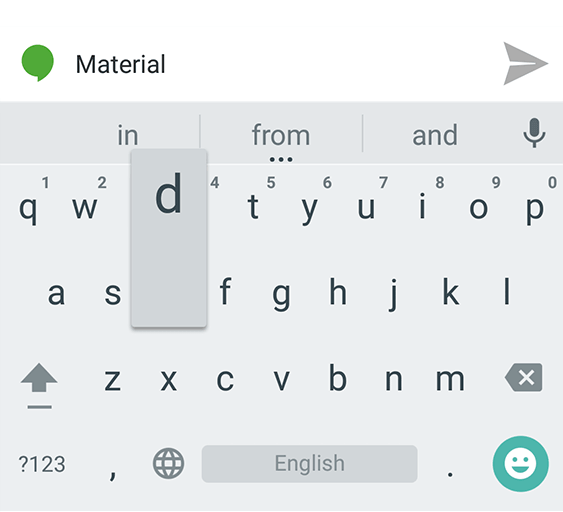 Material
in from and
q 1 w 2 d 4 t 5 y 6 u 7 i 8 o 9 p 0
a s f g h j k l
z x c v b n m
?123 , English .